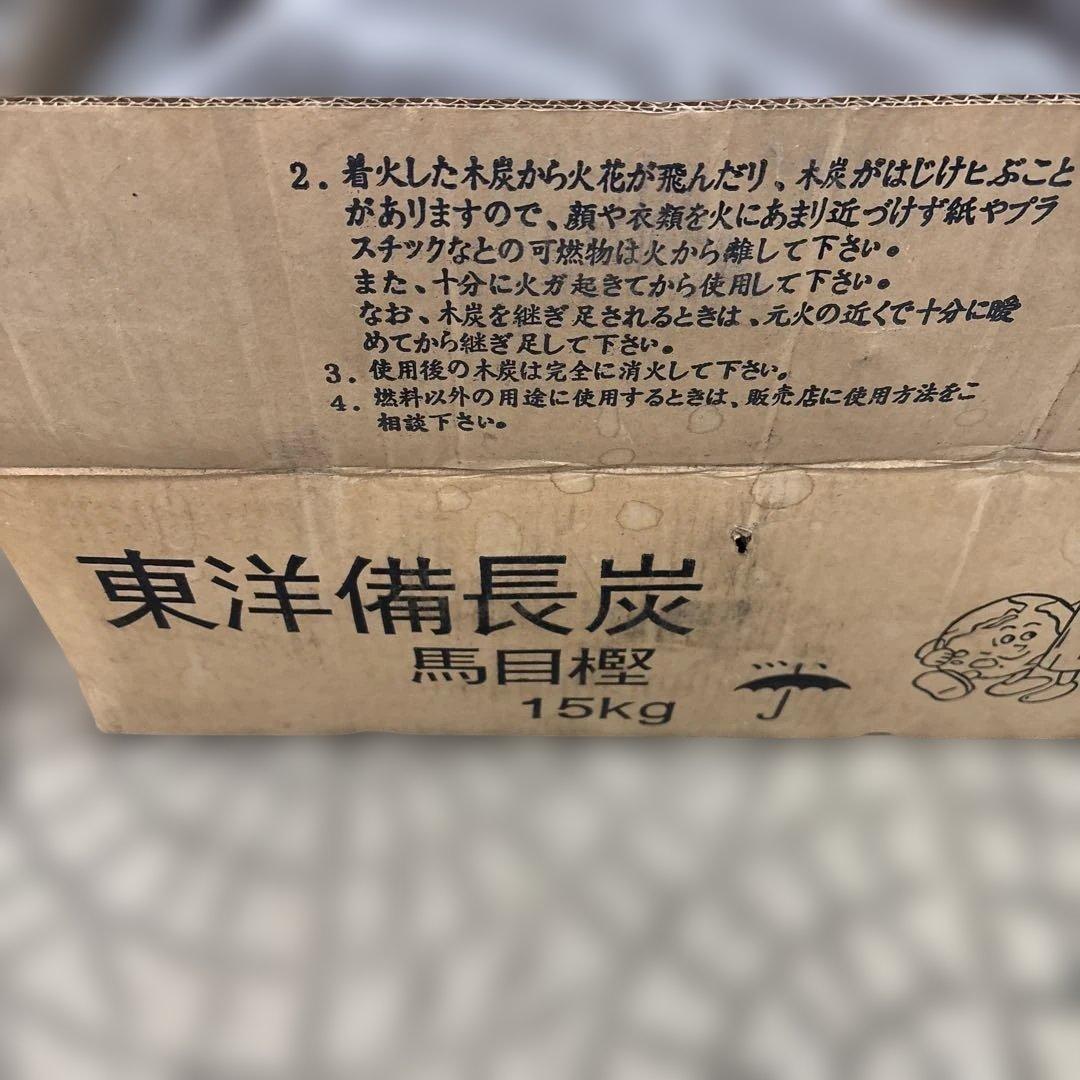 2. 着火した木炭から火花が飛んだり、木炭がはじけヒぶこと
がありますので、顔や衣類を火にあまり近づけず紙やプラ
スチックなとの可燃物は火から離して下さい。
また、十分に火ガ起きてから使用して下さい。
なお、木炭を継ぎ足されるときは、元火の近くで十分に暖
めてから継ぎ足して下さい。
3. 使用後の木炭は完全に消火して下さい。
4. 燃料以外の用途に使用するときは、販売店に使用方法をご
相談下さい。
東洋備長炭
馬目樫
15kg